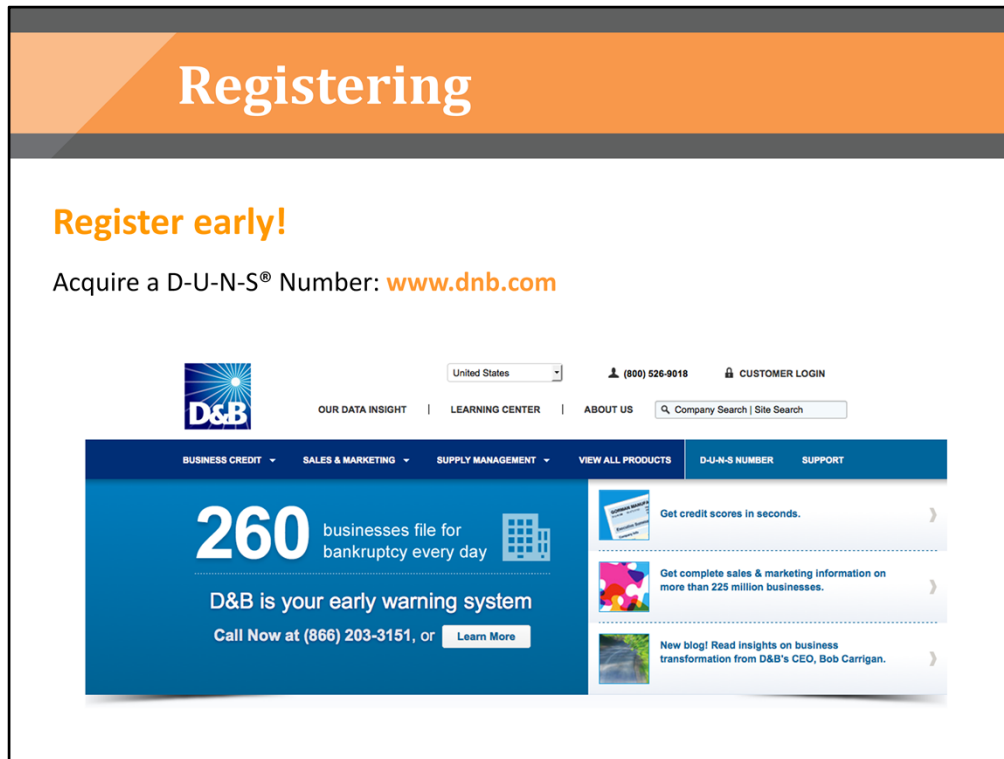 Registering
Register early!
Acquire a D-U-N-S® Number: www.dnb.com
United States
(800) 526-9018
CUSTOMER LOGIN
D&B
OUR DATA INSIGHT | LEARNING CENTER | ABOUT US
Company Search | Site Search
BUSINESS CREDIT
SALES & MARKETING
SUPPLY MANAGEMENT
VIEW ALL PRODUCTS
D-U-N-S NUMBER
SUPPORT
260 businesses file for
bankruptcy every day
D&B is your early warning system
Call Now at (866) 203-3151, or Learn More
Get credit scores in seconds.
Get complete sales & marketing information on
more than 225 million businesses.
New blog! Read insights on business
transformation from D&B's CEO, Bob Carrigan.